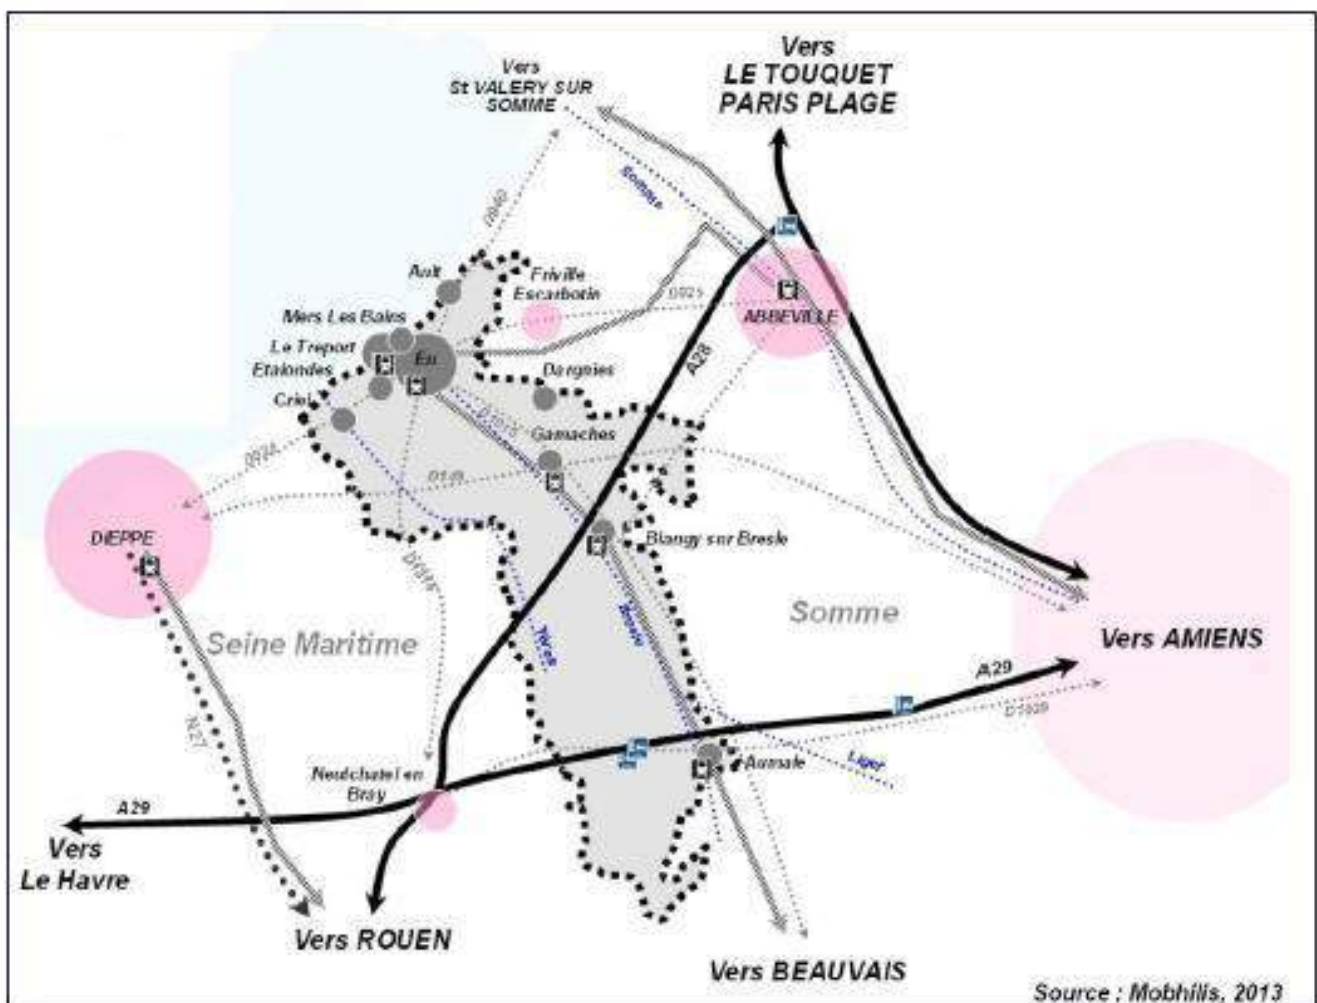 Vers
LE TOUQUET
PARIS PLAGE
Vers
St VALERY SUR
SOMME
Somme
D940
Ault
Friville
Escarbotin
D925
ABBEVILLE
Mers Les Bains
Le Treport
Eu
Etalondes
Criel
Dargnies
A28
D1015
Gamaches
D149
DIEPPE
Blangy sur Bresle
Seine Maritime
Somme
Vers AMIENS
Yères
Bresle
A29
D1029
N27
Neufchatel en
Bray
Aumale
Liger
A29
Vers
Le Havre
Vers ROUEN
Vers BEAUVAIS
Source : Mobhilis, 2013